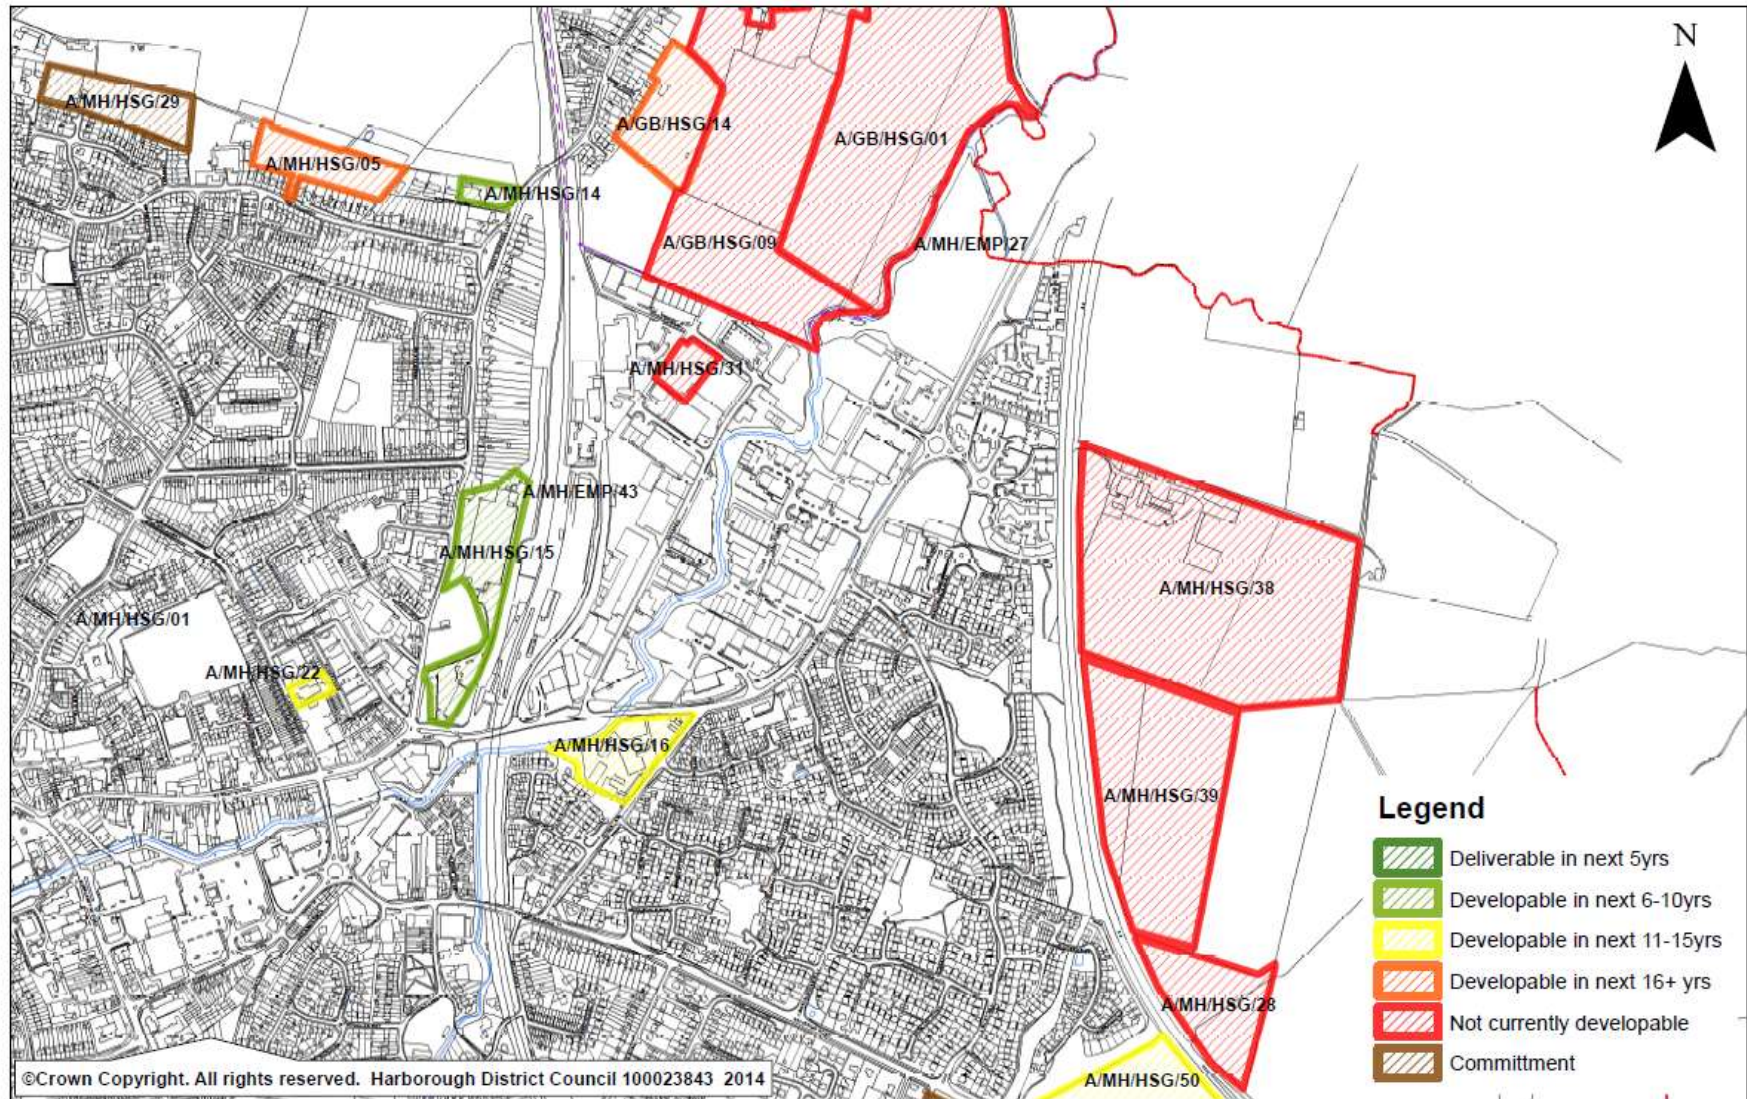 N
A/MH/HSG/29
A/GB/HSG/14
A/GB/HSG/01
A/MH/HSG/05
A/MH/HSG/14
A/GB/HSG/09
A/MH/EMP/27
A/MH/HSG/31
A/MH/EMP/43
A/MH/HSG/15
A/MH/HSG/38
A/MH/HSG/01
A/MH/HSG/22
A/MH/HSG/16
A/MH/HSG/39
A/MH/HSG/28
A/MH/HSG/50
Legend
Deliverable in next 5yrs
Developable in next 6-10yrs
Developable in next 11-15yrs
Developable in next 16+ yrs
Not currently developable
Committment
©Crown Copyright. All rights reserved. Harborough District Council 100023843 2014